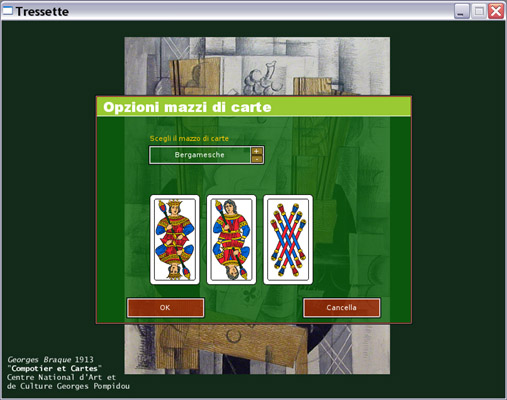 Tressette
Opzioni mazzi di carte
Scegli il mazzo di carte
Bergamesche
+
-
OK
Cancella
Georges Braque 1913
"Compotier et Cartes"
Centre National d'Art et
de Culture Georges Pompidou